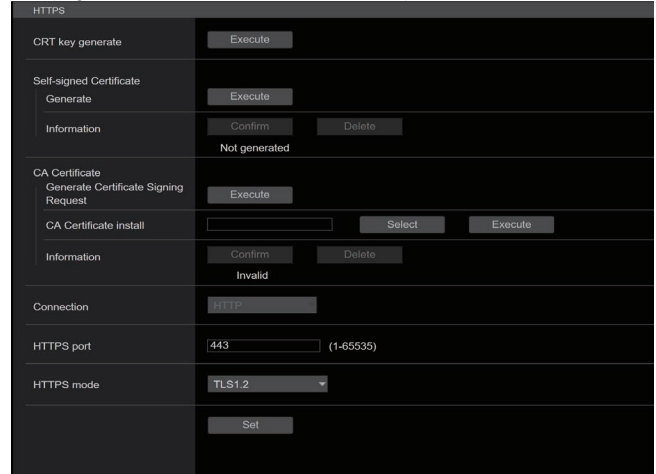 HTTPS
CRT key generate Execute
Self-signed Certificate
Generate Execute
Information Confirm Delete
Not generated
CA Certificate
Generate Certificate Signing
Request Execute
CA Certificate install Select Execute
Information Confirm Delete
Invalid
Connection HTTP
HTTPS port 443 (1-65535)
HTTPS mode TLS1.2
Set